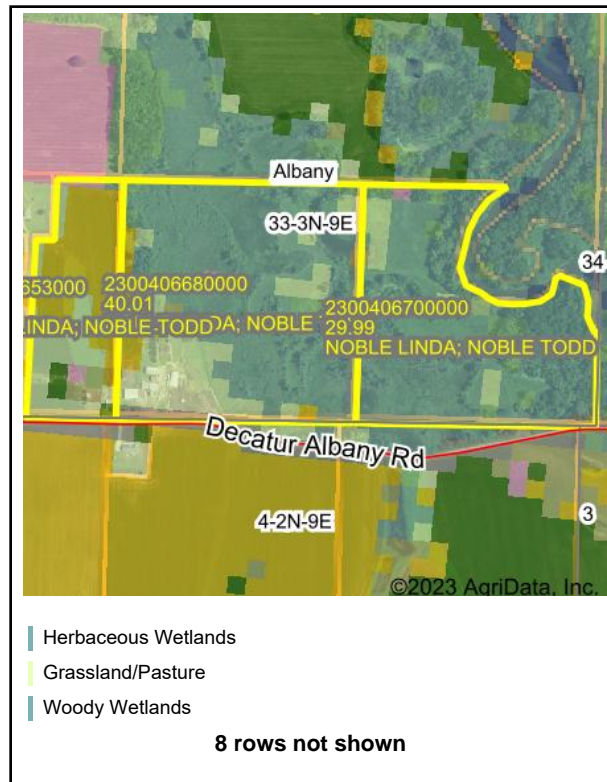 Albany
33-3N-9E
34
653000
2300406680000
40.01
INDA; NOBLE TODD DA; NOBLE
2300406700000
29.99
NOBLE LINDA; NOBLE TODD
Decatur Albany Rd
4-2N-9E
3
©2023 AgriData, Inc.
Herbaceous Wetlands
Grassland/Pasture
Woody Wetlands
8 rows not shown